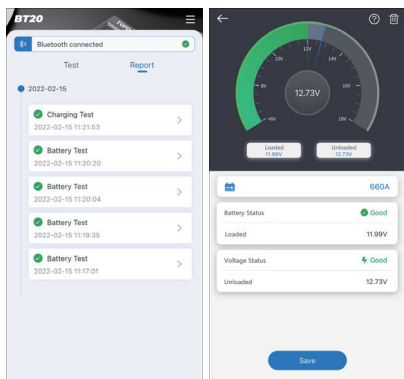 BT20
TOPDON
Bluetooth connected
Test
Report
2022-02-15
Charging Test
2022-02-15 11:21:53
Battery Test
2022-02-15 11:20:20
Battery Test
2022-02-15 11:20:04
Battery Test
2022-02-15 11:19:35
Battery Test
2022-02-15 11:17:01
12V
10V
14V
8V
16V
<6V
18V
12.73V
Loaded
11.99V
Unloaded
12.73V
660A
Battery Status
Good
Loaded
11.99V
Voltage Status
Good
Unloaded
12.73V
Save